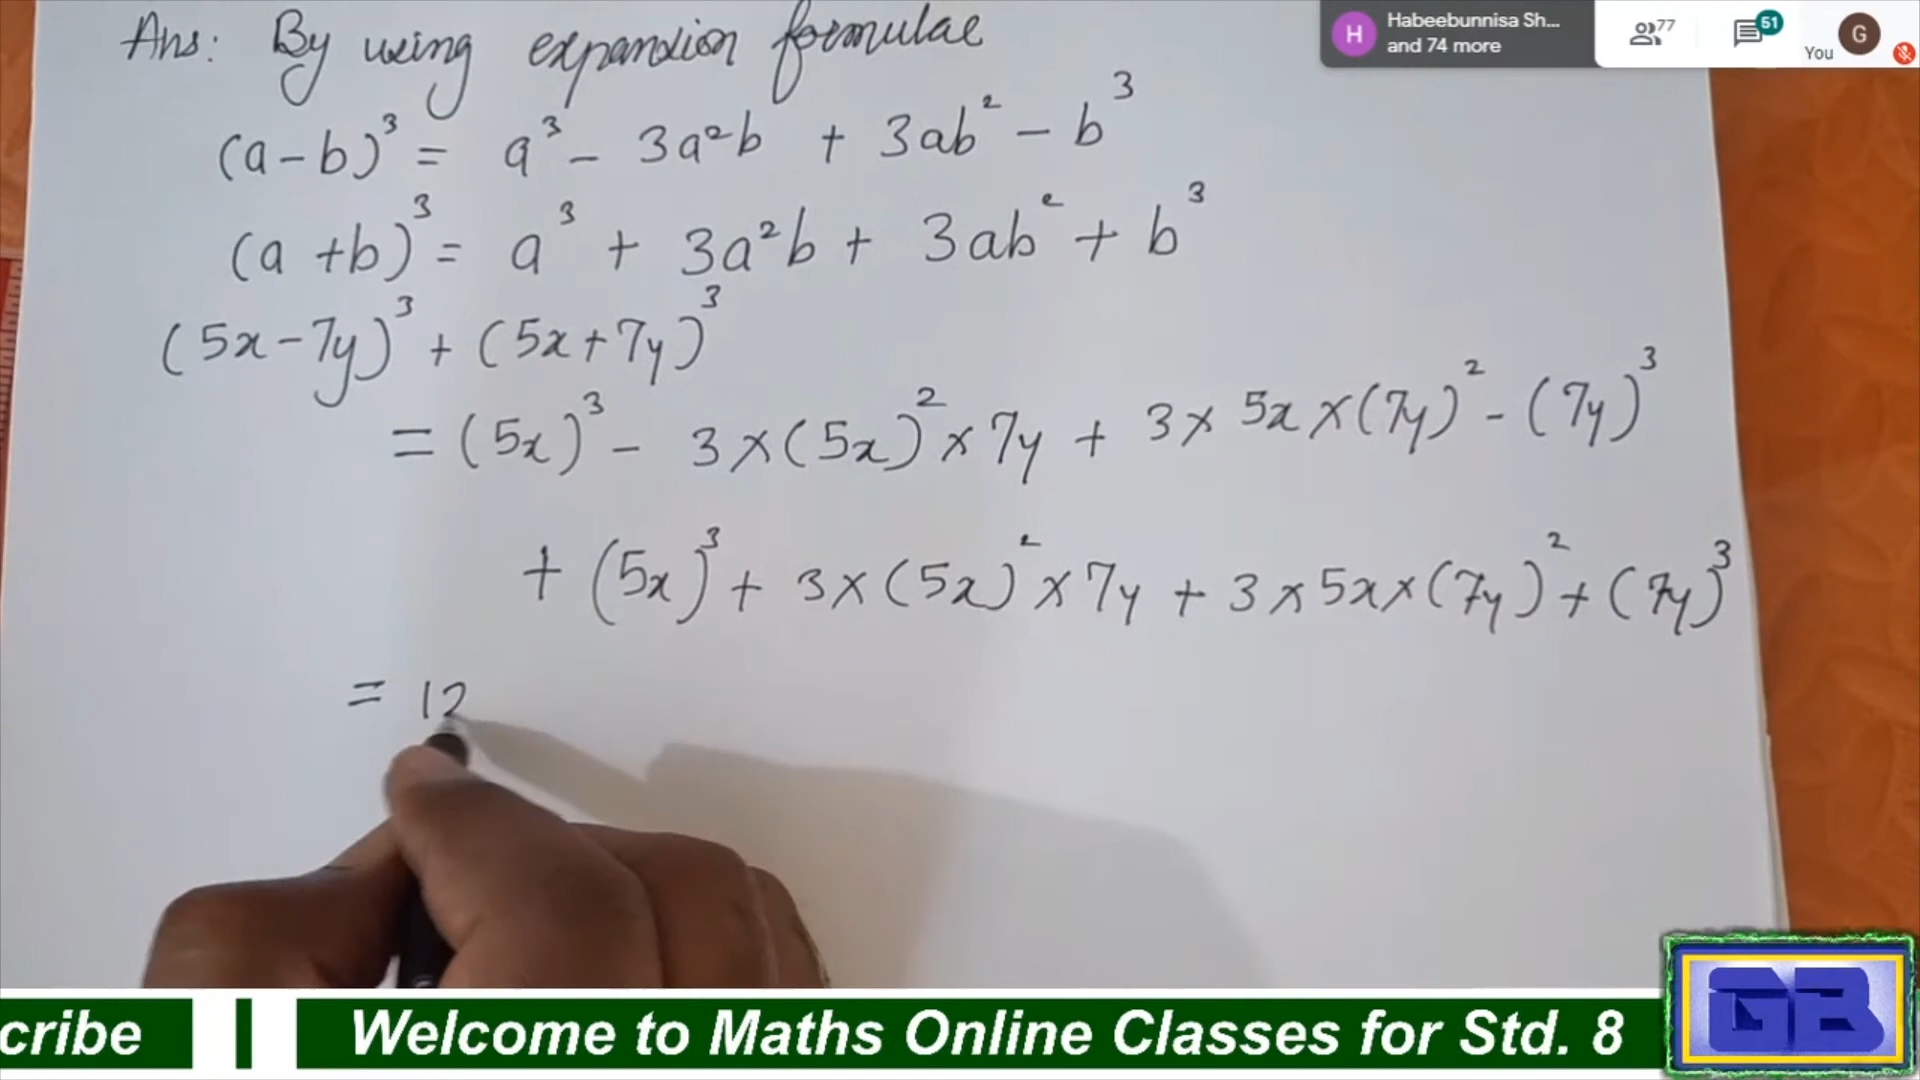 Ans: By using expansion formulae
(a-b)³ = a³ - 3a²b + 3ab² - b³
(a+b)³ = a³ + 3a²b + 3ab² + b³
(5x-7y)³ + (5x+7y)³
= (5x)³ - 3×(5x)²×7y + 3×5x×(7y)² - (7y)³
+ (5x)³ + 3×(5x)²×7y + 3×5x×(7y)² + (7y)³
= 12
H
Habeebunnisa Sh...
and 74 more
77
51
You
G
cribe | Welcome to Maths Online Classes for Std. 8
GB